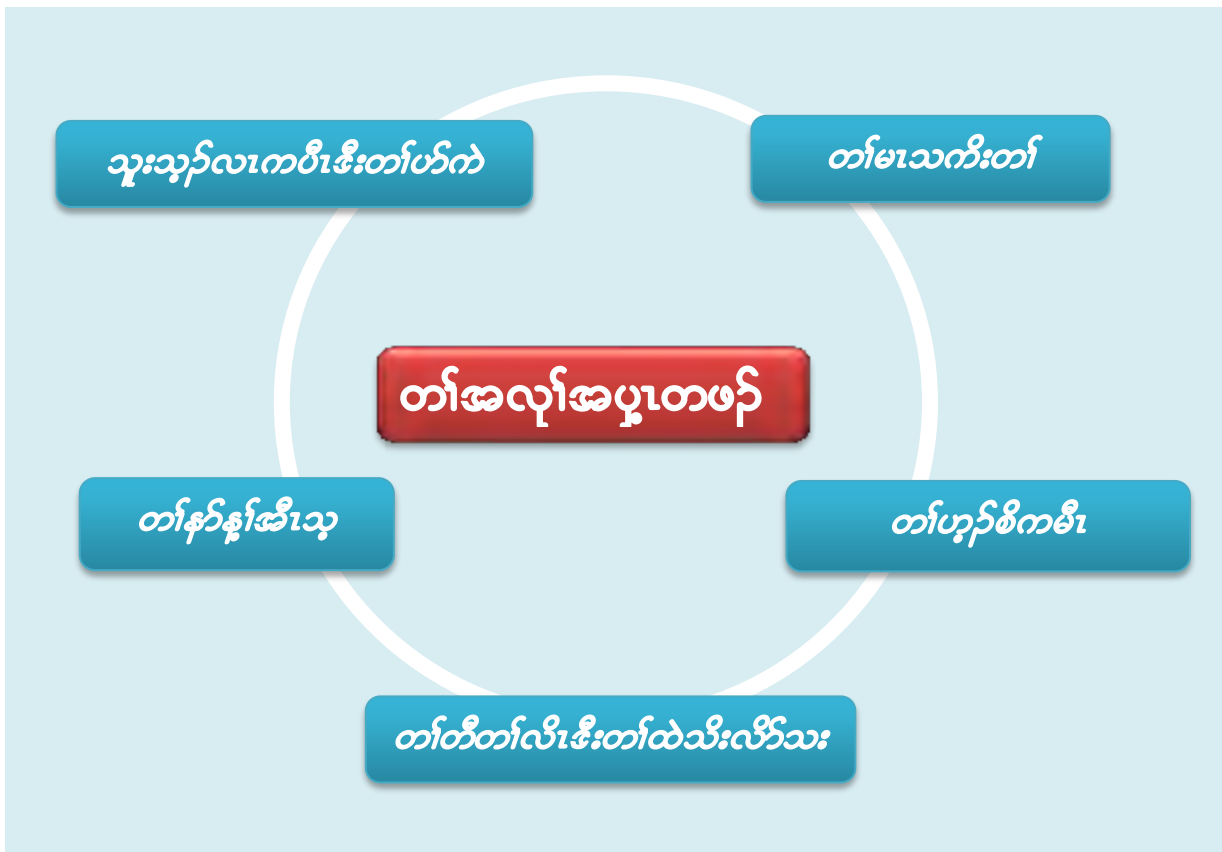 သူးသ့ၣ်လၢကပီၤဒီးတၢ်ဟ်ကဲ
တၢ်မၤသကိးတၢ်
တၢ်အလုၢ်အပှ့ၤတဖၣ်
တၢ်နာ်န့ၢ်အီၤသ့
တၢ်ဟ့ၣ်စိကမီၤ
တၢ်တီတၢ်လိၤဒီးတၢ်ထဲသိးလိာ်သး